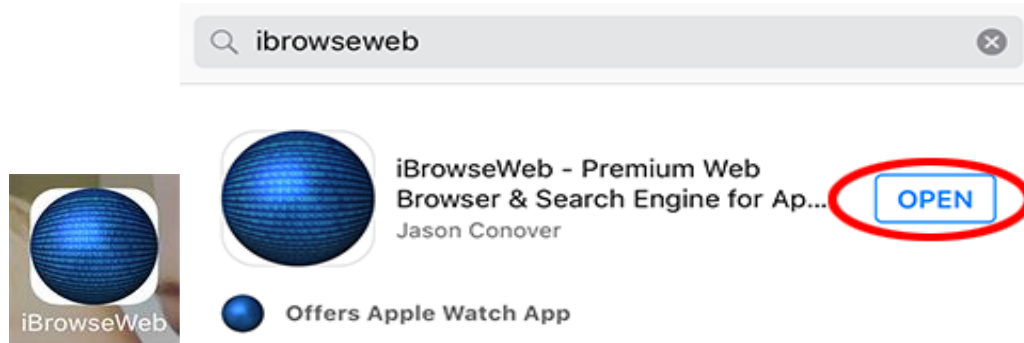 ibrowseweb
iBrowseWeb - Premium Web
Browser & Search Engine for Ap...
OPEN
Jason Conover
Offers Apple Watch App
iBrowseWeb